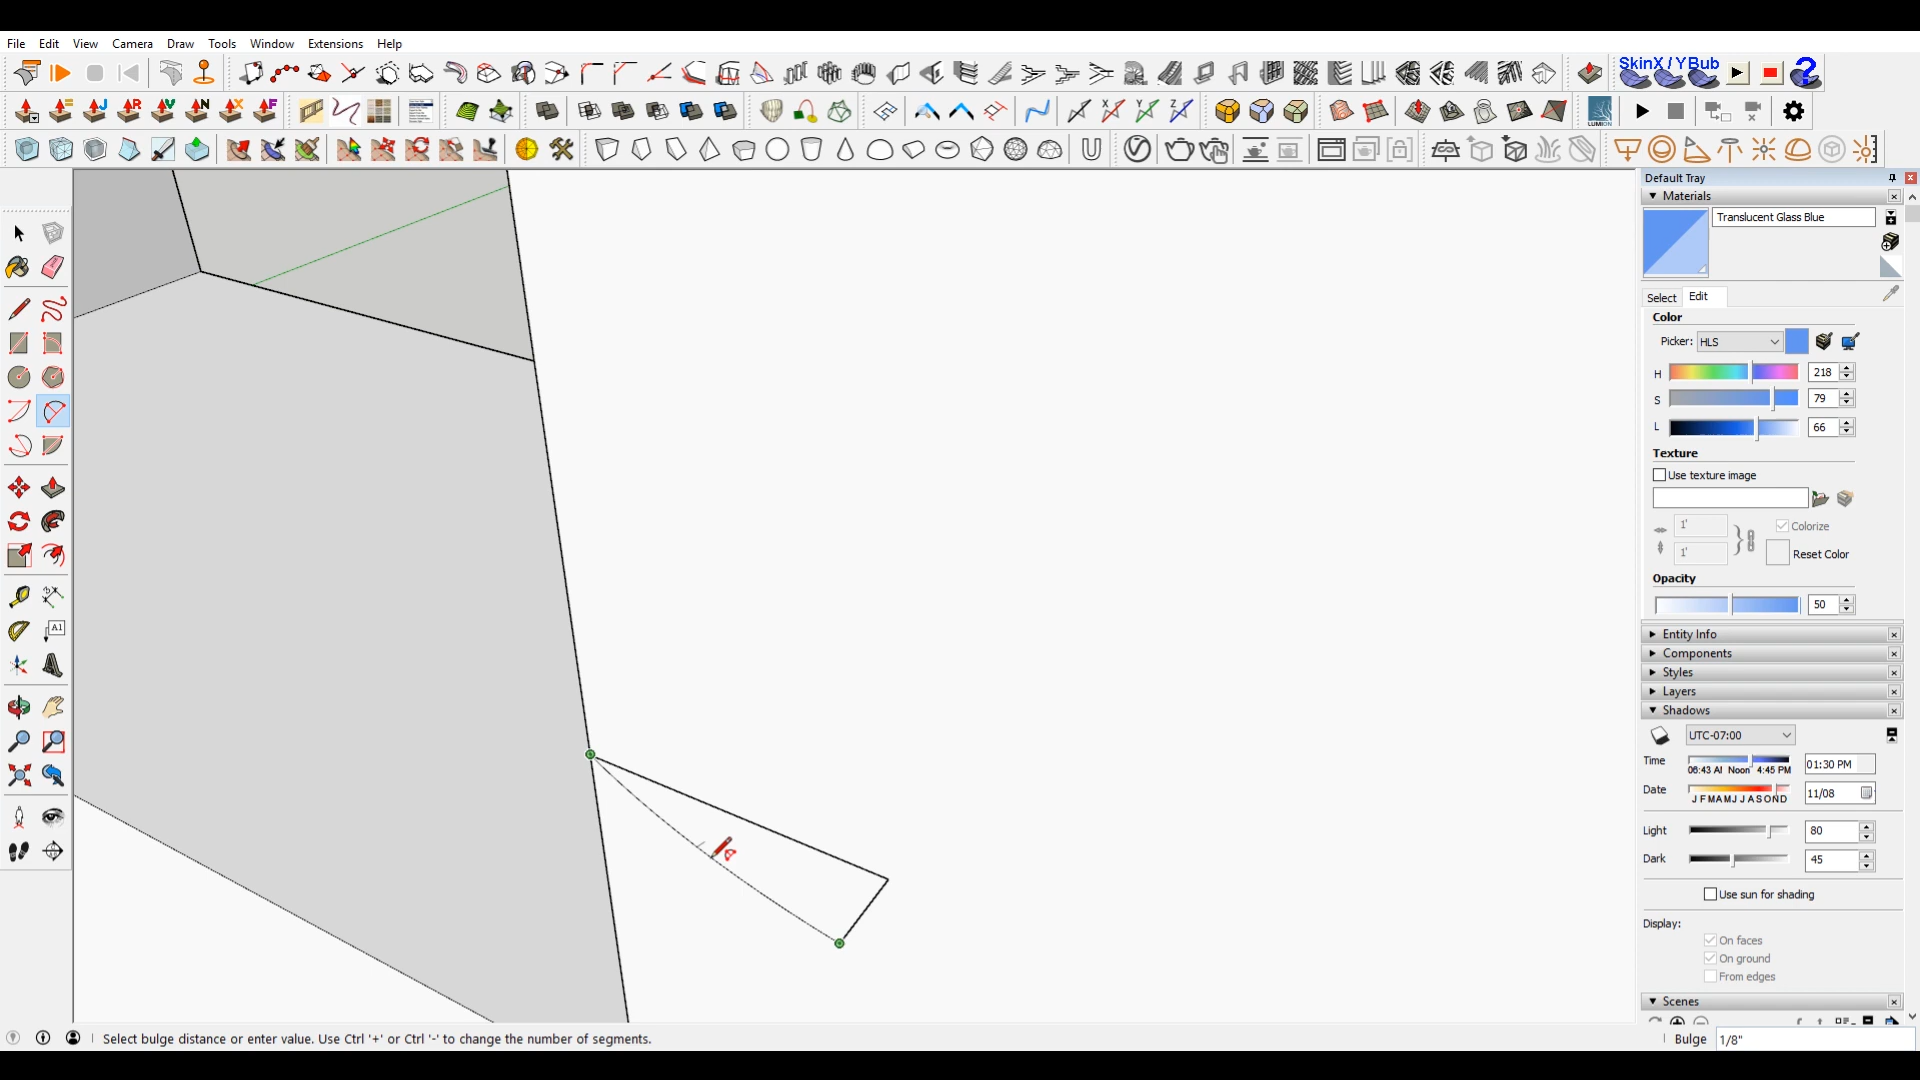 File Edit View Camera Draw Tools Window Extensions Help
SkinX / YBub
?
J R V N X F
X Y Z
LUMION
A1
Default Tray
Materials
Translucent Glass Blue
Select Edit
Color
Picker: HLS
H 218
S 79
L 66
Texture
Use texture image
1'
Colorize
1'
Reset Color
Opacity
50
Entity Info
Components
Styles
Layers
Shadows
UTC-07:00
Time 06:43 AI Noon 4:45 PM 01:30 PM
Date J F M A M J J A S O N D 11/08
Light 80
Dark 45
Use sun for shading
Display:
On faces
On ground
From edges
Scenes
Select bulge distance or enter value. Use Ctrl '+' or Ctrl '-' to change the number of segments.
Bulge 1/8"